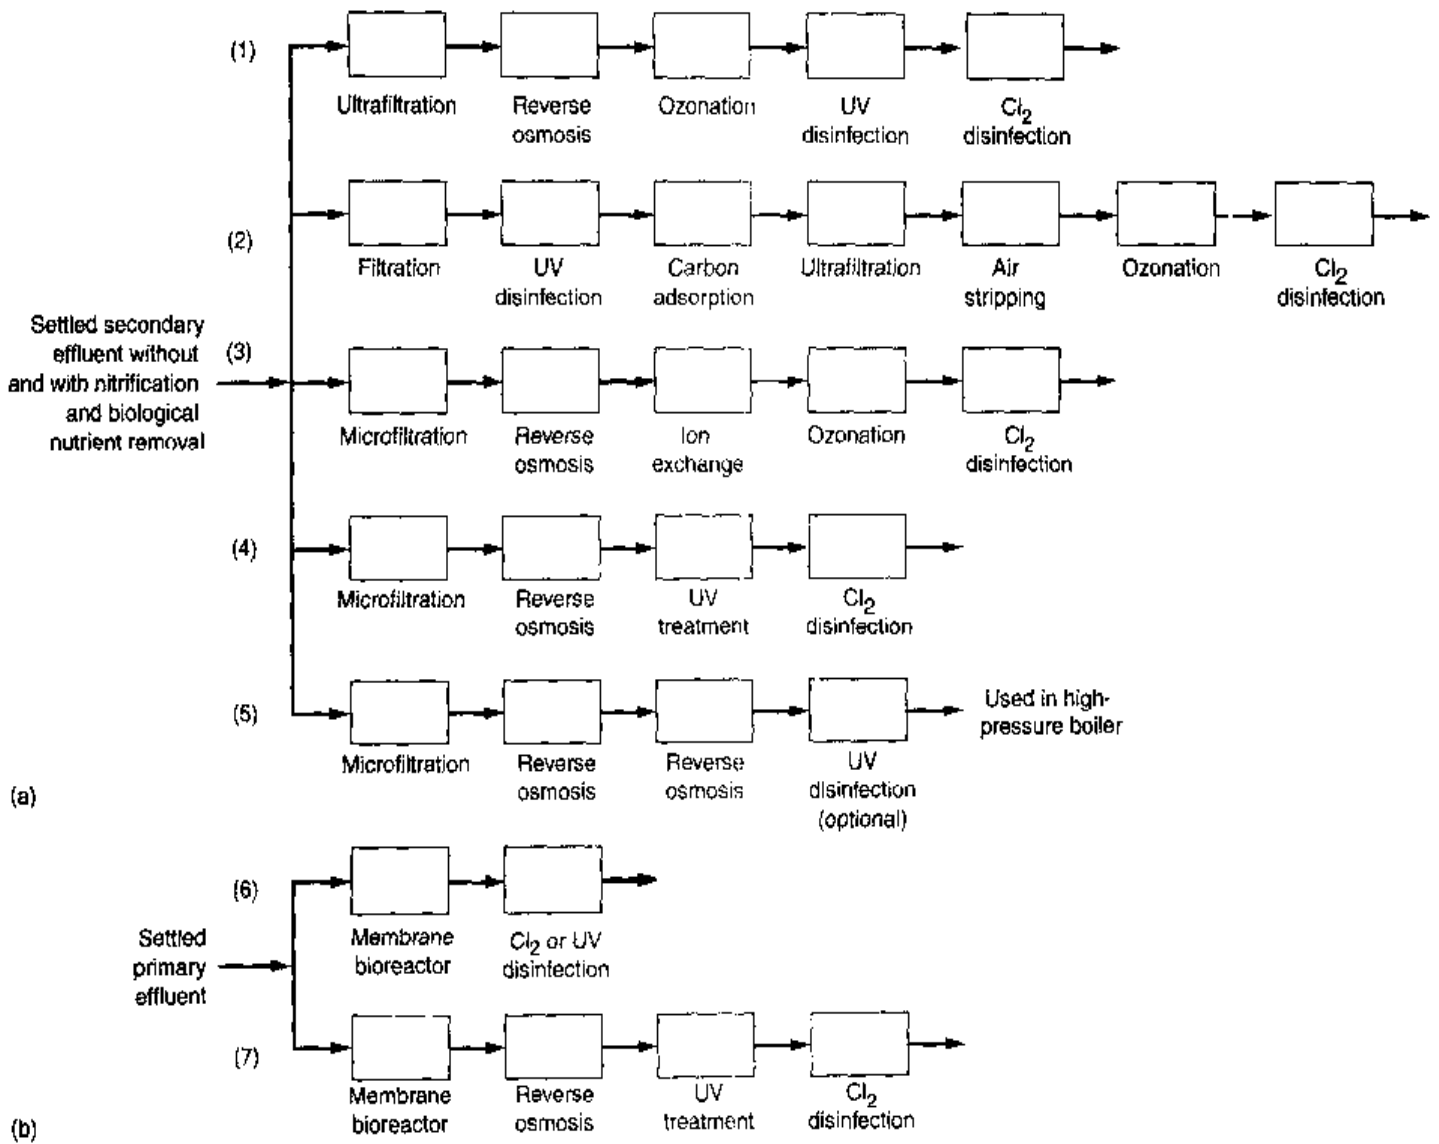 (1)
Ultrafiltration
Reverse
osmosis
Ozonation
UV
disinfection
Cl2
disinfection
(2)
Filtration
UV
disinfection
Carbon
adsorption
Ultrafiltration
Air
stripping
Ozonation
Cl2
disinfection
Settled secondary
effluent without
and with nitrification
and biological
nutrient removal
(3)
Microfiltration
Reverse
osmosis
Ion
exchange
Ozonation
Cl2
disinfection
(4)
Microfiltration
Reverse
osmosis
UV
treatment
Cl2
disinfection
(5)
Microfiltration
Reverse
osmosis
Reverse
osmosis
UV
disinfection
(optional)
Used in high-
pressure boiler
(a)
Settled
primary
effluent
(6)
Membrane
bioreactor
Cl2 or UV
disinfection
(7)
Membrane
bioreactor
Reverse
osmosis
UV
treatment
Cl2
disinfection
(b)